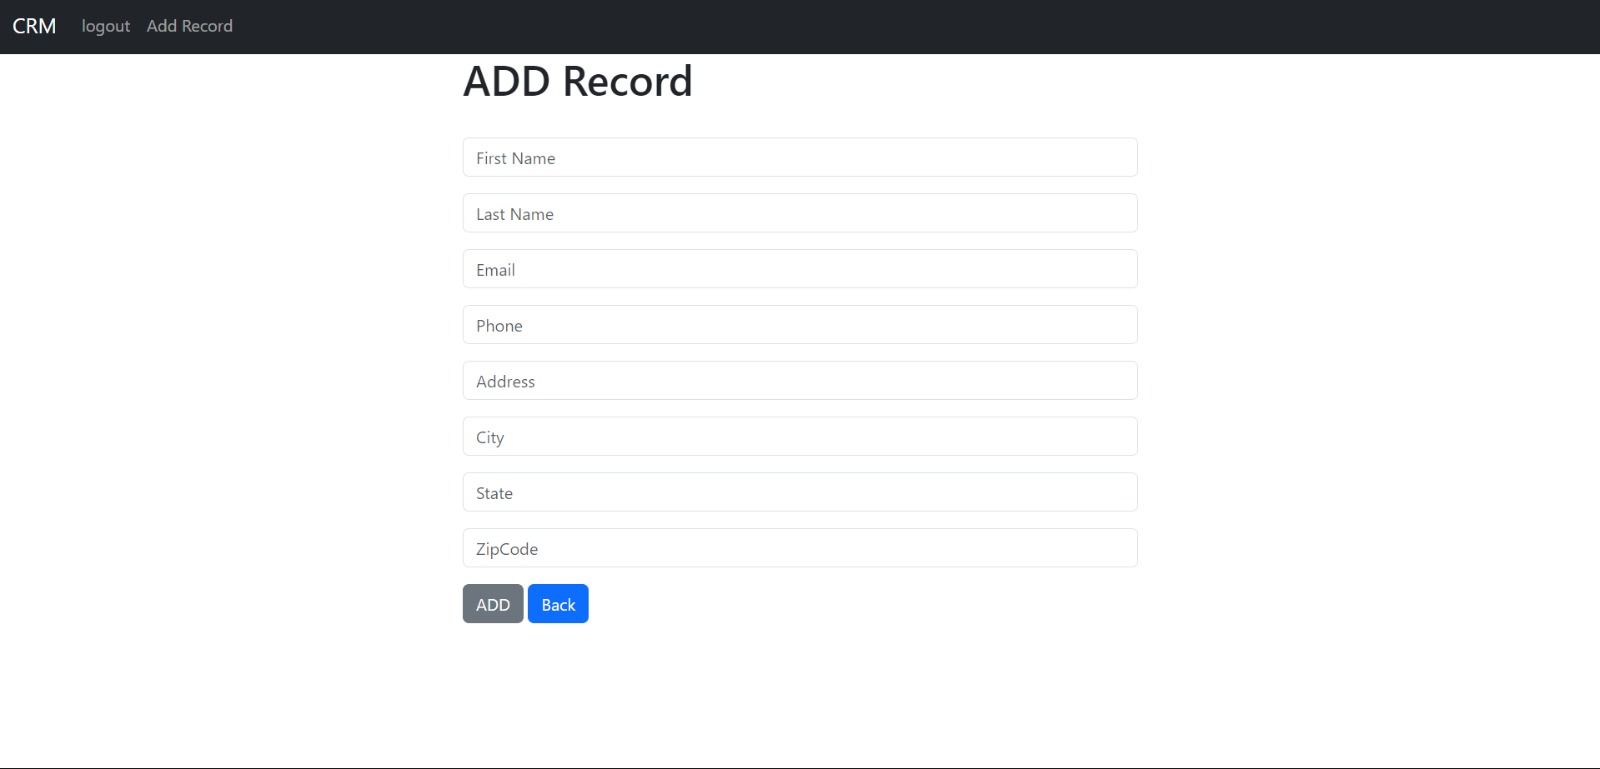 CRM logout Add Record
ADD Record
First Name
Last Name
Email
Phone
Address
City
State
ZipCode
ADD Back